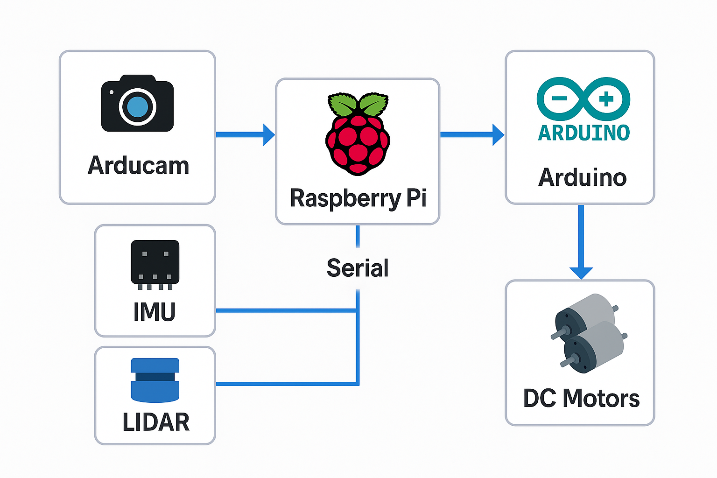 Arducam
Raspberry Pi
ARDUINO
Arduino
Serial
IMU
LIDAR
DC Motors